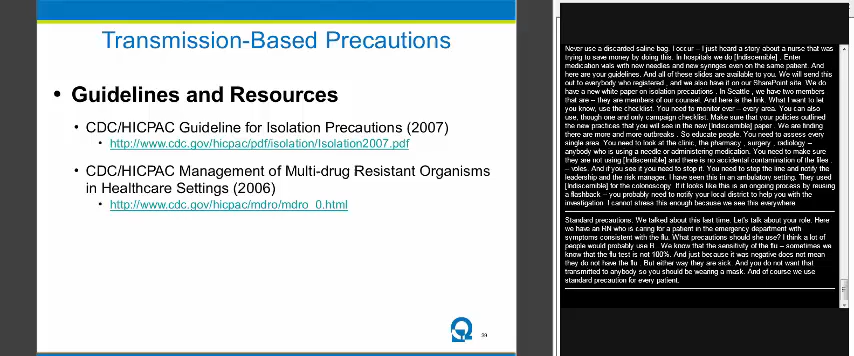 Transmission-Based Precautions
• Guidelines and Resources
• CDC/HICPAC Guideline for Isolation Precautions (2007)
• http://www.cdc.gov/hicpac/pdf/isolation/Isolation2007.pdf
• CDC/HICPAC Management of Multi-drug Resistant Organisms
in Healthcare Settings (2006)
• http://www.cdc.gov/hicpac/mdro/mdro_0.html
39
Never use a discarded saline bag. I occur – I just heard a story about a nurse that was
trying to save money by doing this. In hospitals we do [Indiscernible] . Enter
medication vials with new needles and new syringes even on the same patient. And
here are your guidelines. And all of these slides are available to you. We will send this
out to everybody who registered , and we also have it on our SharePoint site. We do
have a new white paper on isolation precautions . In Seattle , we have two members
that are – they are members of our counsel. And here is the link. What I want to let
you know, use the checklist. You need to monitor ever – every area. You can also
use, though one and only campaign checklist. Make sure that your policies outlined
the new practices that you will see in the new [Indiscernible] paper . We are finding
there are more and more outbreaks . So educate people. You need to assess every
single area. You need to look at the clinic, the pharmacy , surgery , radiology –
anybody who is using a needle or administering medication. You need to make sure
they are not using [Indiscernible] and there is no accidental contamination of the files .
– voles. And if you see it you need to stop it. You need to stop the line and notify the
leadership and the risk manager. I have seen this in an ambulatory setting. They used
[Indiscernible] for the colonoscopy. If it looks like this is an ongoing process by reusing
a flashback – you probably need to notify your local district to help you with the
investigation. I cannot stress this enough because we see this everywhere.
Standard precautions. We talked about this last time. Let's talk about your role. Here
we have an RN who is caring for a patient in the emergency department with
symptoms consistent with the flu. What precautions should she use? I think a lot of
people would probably use R . We know that the sensitivity of the flu – sometimes we
know that the flu test is not 100%. And just because it was negative does not mean
they do not have the flu . But either way they are sick. And you do not want that
transmitted to anybody so you should be wearing a mask. And of course we use
standard precaution for every patient.